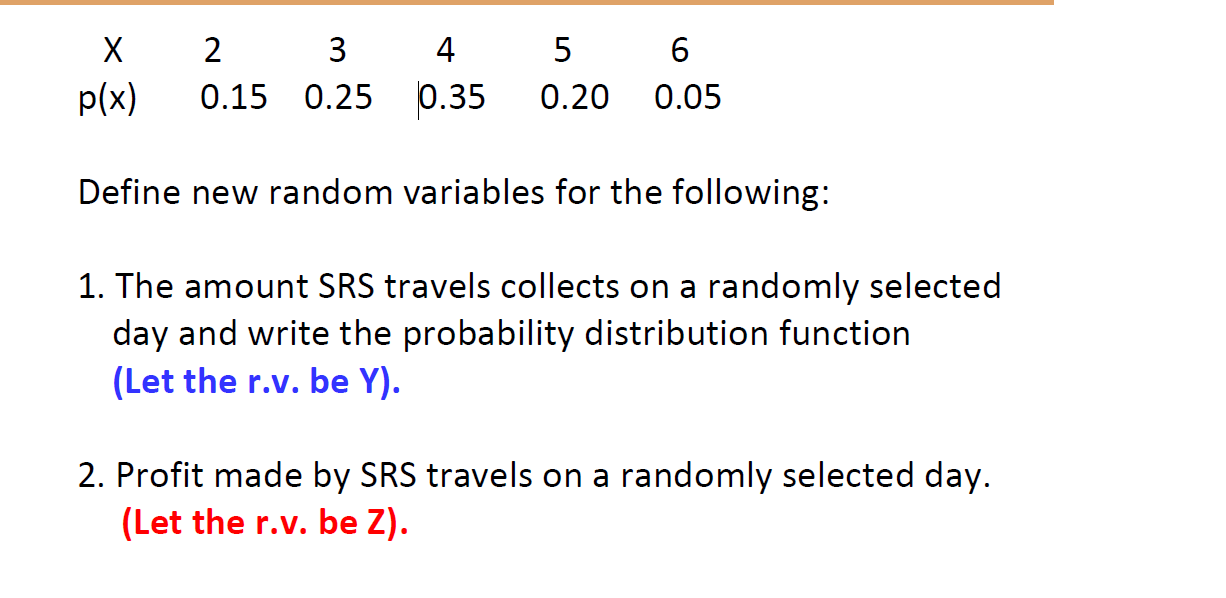 X 2 3 4 5 6
p(x) 0.15 0.25 0.35 0.20 0.05
Define new random variables for the following:
1. The amount SRS travels collects on a randomly selected
day and write the probability distribution function
(Let the r.v. be Y).
2. Profit made by SRS travels on a randomly selected day.
(Let the r.v. be Z).